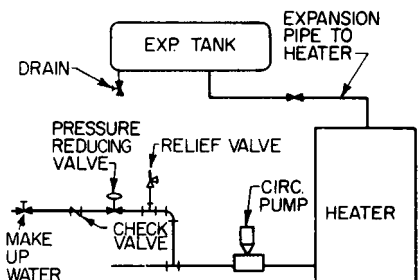 EXP. TANK
EXPANSION
PIPE TO
HEATER
DRAIN
PRESSURE
REDUCING
VALVE
RELIEF VALVE
CIRC.
PUMP
HEATER
MAKE
UP
WATER
CHECK
VALVE